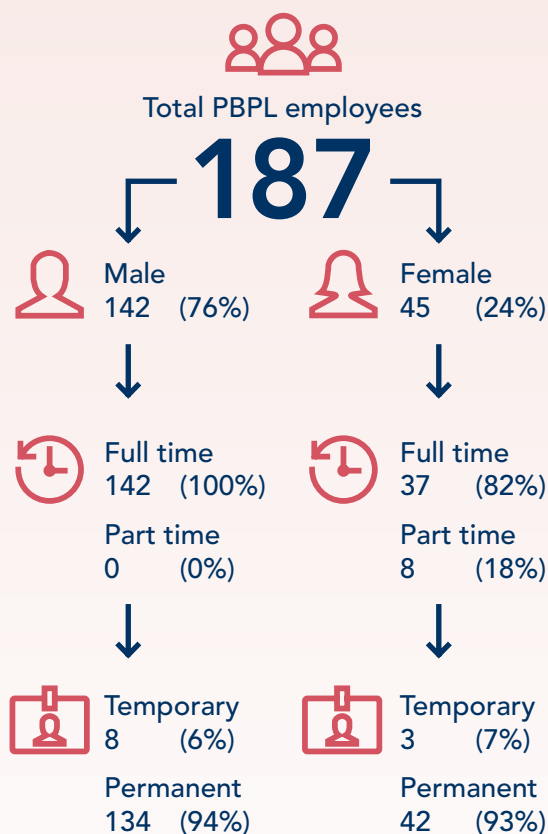 Total PBPL employees
187
Male
142 (76%)
Female
45 (24%)
Full time
142 (100%)
Part time
0 (0%)
Full time
37 (82%)
Part time
8 (18%)
Temporary
8 (6%)
Permanent
134 (94%)
Temporary
3 (7%)
Permanent
42 (93%)